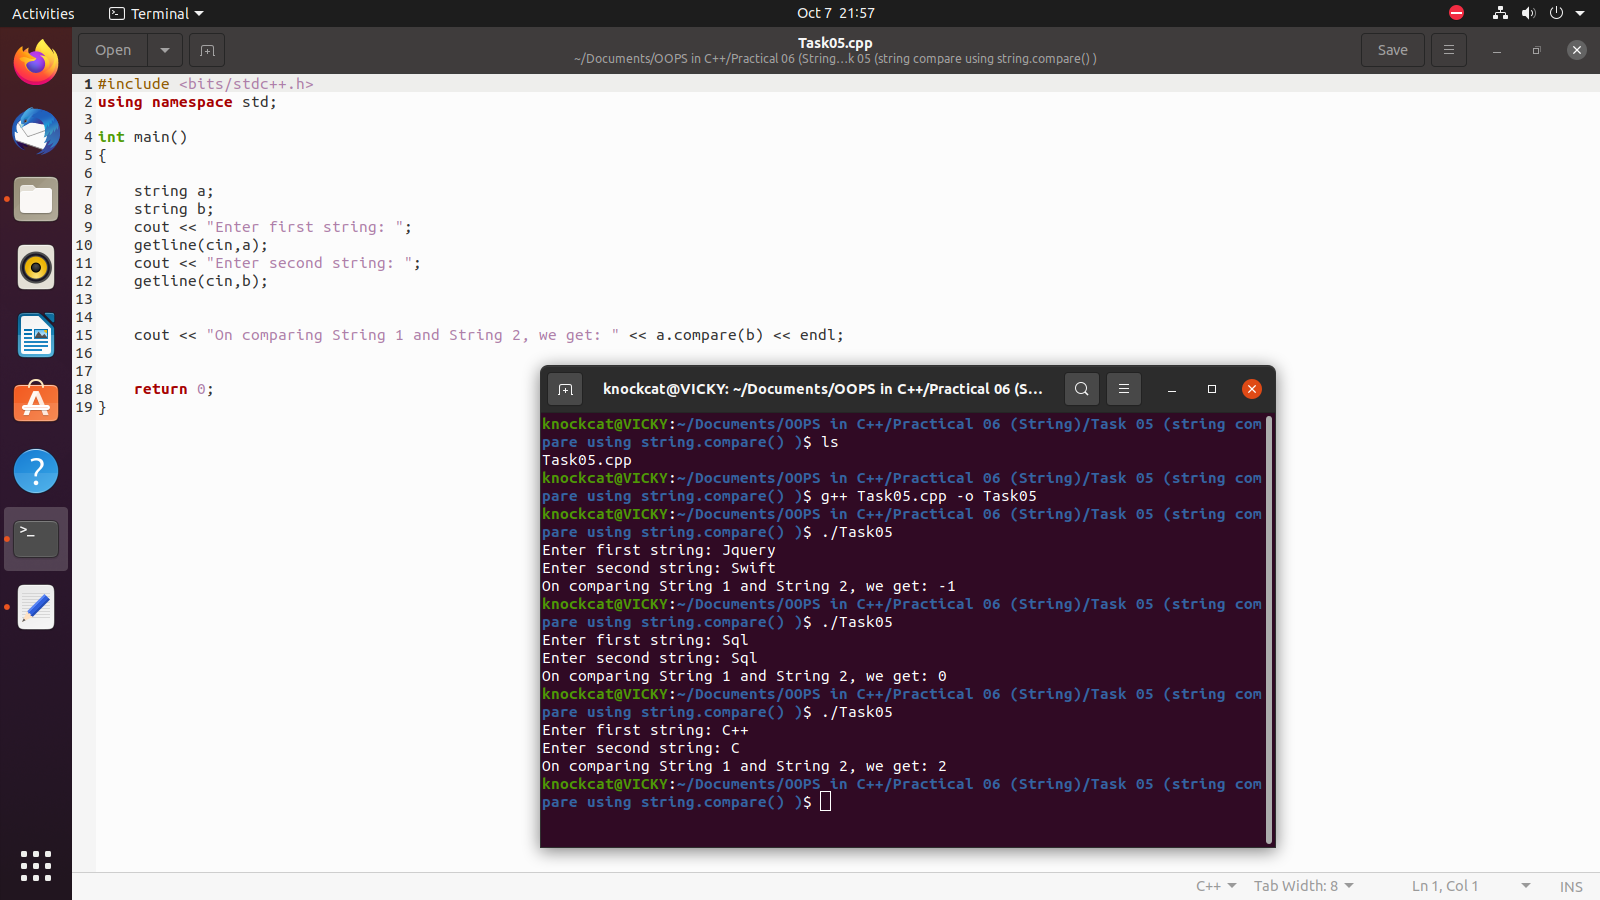 Activities Terminal Oct 7 21:57
Open Task05.cpp Save
~/Documents/OOPS in C++/Practical 06 (String...k 05 (string compare using string.compare() )
1 #include <bits/stdc++.h>
2 using namespace std;
3
4 int main()
5 {
6
7 string a;
8 string b;
9 cout << "Enter first string: ";
10 getline(cin,a);
11 cout << "Enter second string: ";
12 getline(cin,b);
13
14
15 cout << "On comparing String 1 and String 2, we get: " << a.compare(b) << endl;
16
17
18 return 0;
19 }
knockcat@VICKY: ~/Documents/OOPS in C++/Practical 06 (S...
knockcat@VICKY:~/Documents/OOPS in C++/Practical 06 (String)/Task 05 (string com
pare using string.compare() )$ ls
Task05.cpp
knockcat@VICKY:~/Documents/OOPS in C++/Practical 06 (String)/Task 05 (string com
pare using string.compare() )$ g++ Task05.cpp -o Task05
knockcat@VICKY:~/Documents/OOPS in C++/Practical 06 (String)/Task 05 (string com
pare using string.compare() )$ ./Task05
Enter first string: Jquery
Enter second string: Swift
On comparing String 1 and String 2, we get: -1
knockcat@VICKY:~/Documents/OOPS in C++/Practical 06 (String)/Task 05 (string com
pare using string.compare() )$ ./Task05
Enter first string: Sql
Enter second string: Sql
On comparing String 1 and String 2, we get: 0
knockcat@VICKY:~/Documents/OOPS in C++/Practical 06 (String)/Task 05 (string com
pare using string.compare() )$ ./Task05
Enter first string: C++
Enter second string: C
On comparing String 1 and String 2, we get: 2
knockcat@VICKY:~/Documents/OOPS in C++/Practical 06 (String)/Task 05 (string com
pare using string.compare() )$
C++ Tab Width: 8 Ln 1, Col 1 INS